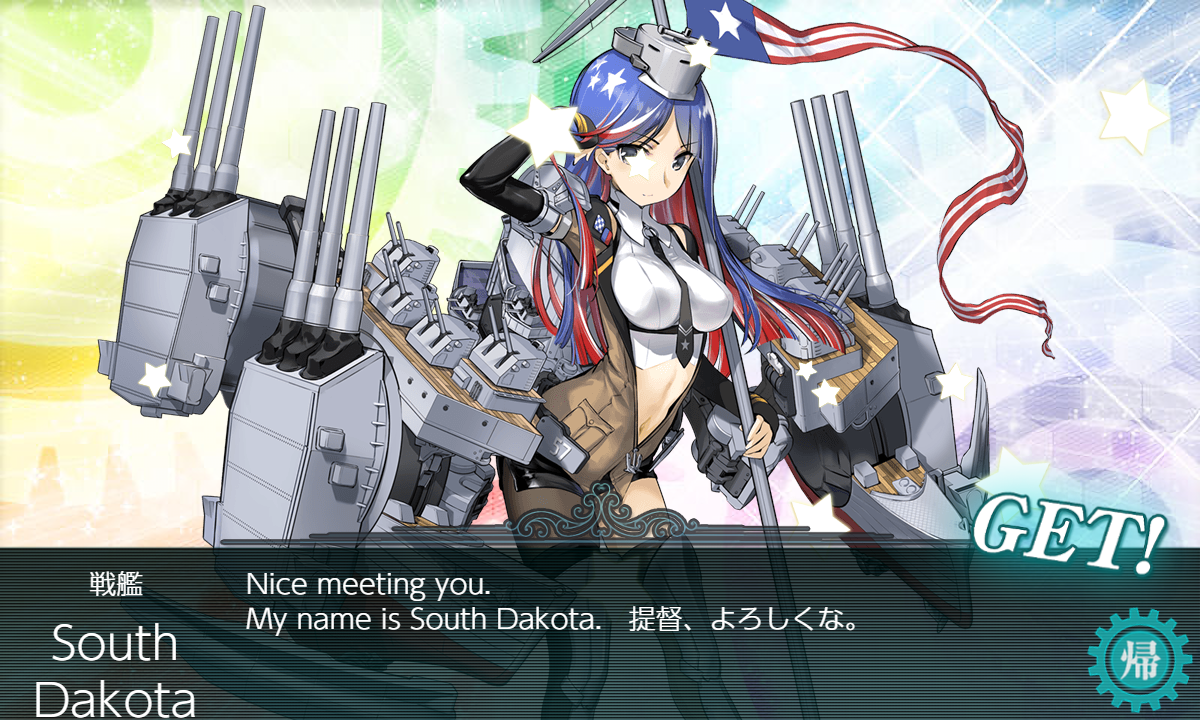 57
GET!
戦艦
South
Dakota
Nice meeting you.
My name is South Dakota. 提督、よろしくな。
帰